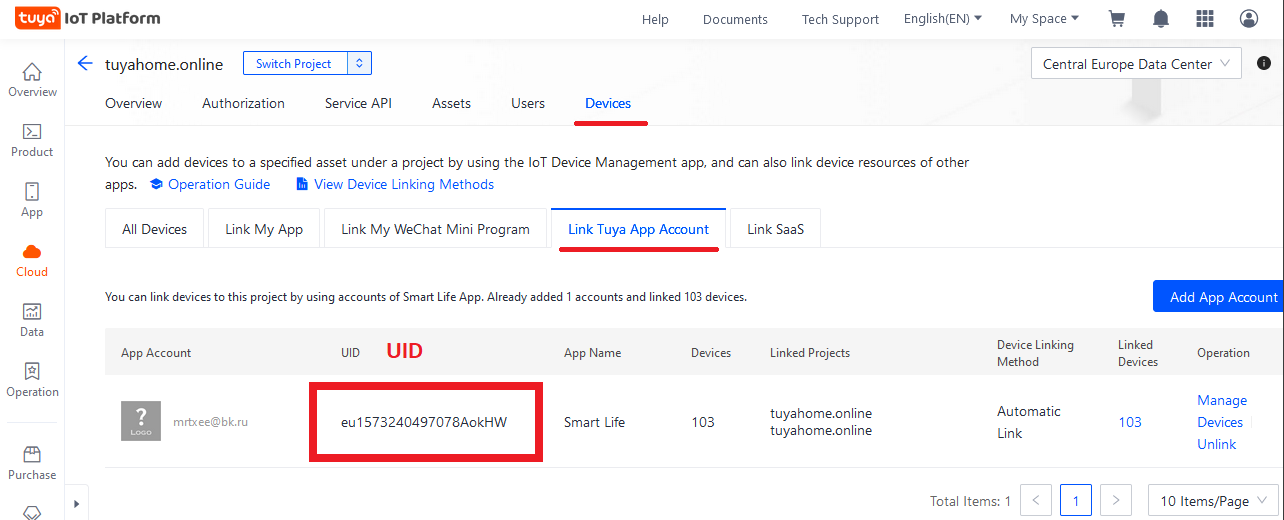 tuya IoT Platform
Help
Documents
Tech Support
English(EN)
My Space
tuyahome.online
Switch Project
Central Europe Data Center
Overview
Authorization
Service API
Assets
Users
Devices
Overview
Product
App
Cloud
Data
Operation
Purchase
You can add devices to a specified asset under a project by using the IoT Device Management app, and can also link device resources of other
apps. Operation Guide View Device Linking Methods
All Devices
Link My App
Link My WeChat Mini Program
Link Tuya App Account
Link SaaS
You can link devices to this project by using accounts of Smart Life App. Already added 1 accounts and linked 103 devices.
Add App Account
App Account
UID
UID
App Name
Devices
Linked Projects
Device Linking
Method
Linked
Devices
Operation
? LOGO
mrtxee@bk.ru
eu1573240497078AokHW
Smart Life
103
tuyahome.online
tuyahome.online
Automatic
Link
103
Manage
Devices
Unlink
Total Items: 1
<
1
>
10 Items/Page